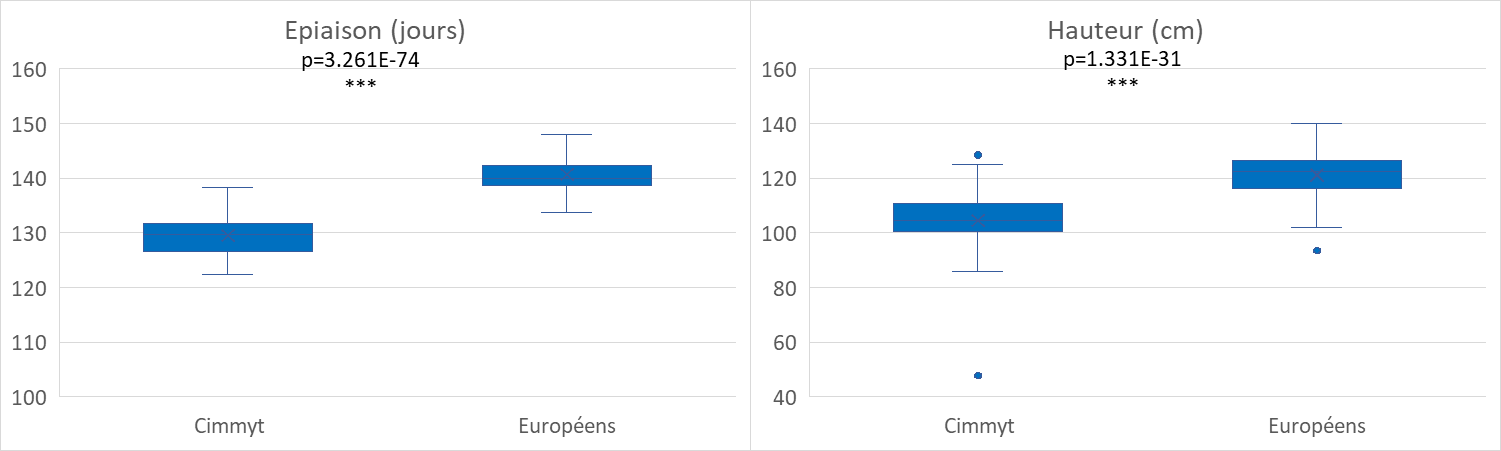 Epiaison (jours)
p=3.261E-74
***
160
150
140
130
120
110
100
Cimmyt
Européens
Hauteur (cm)
p=1.331E-31
***
160
140
120
100
80
60
40
Cimmyt
Européens